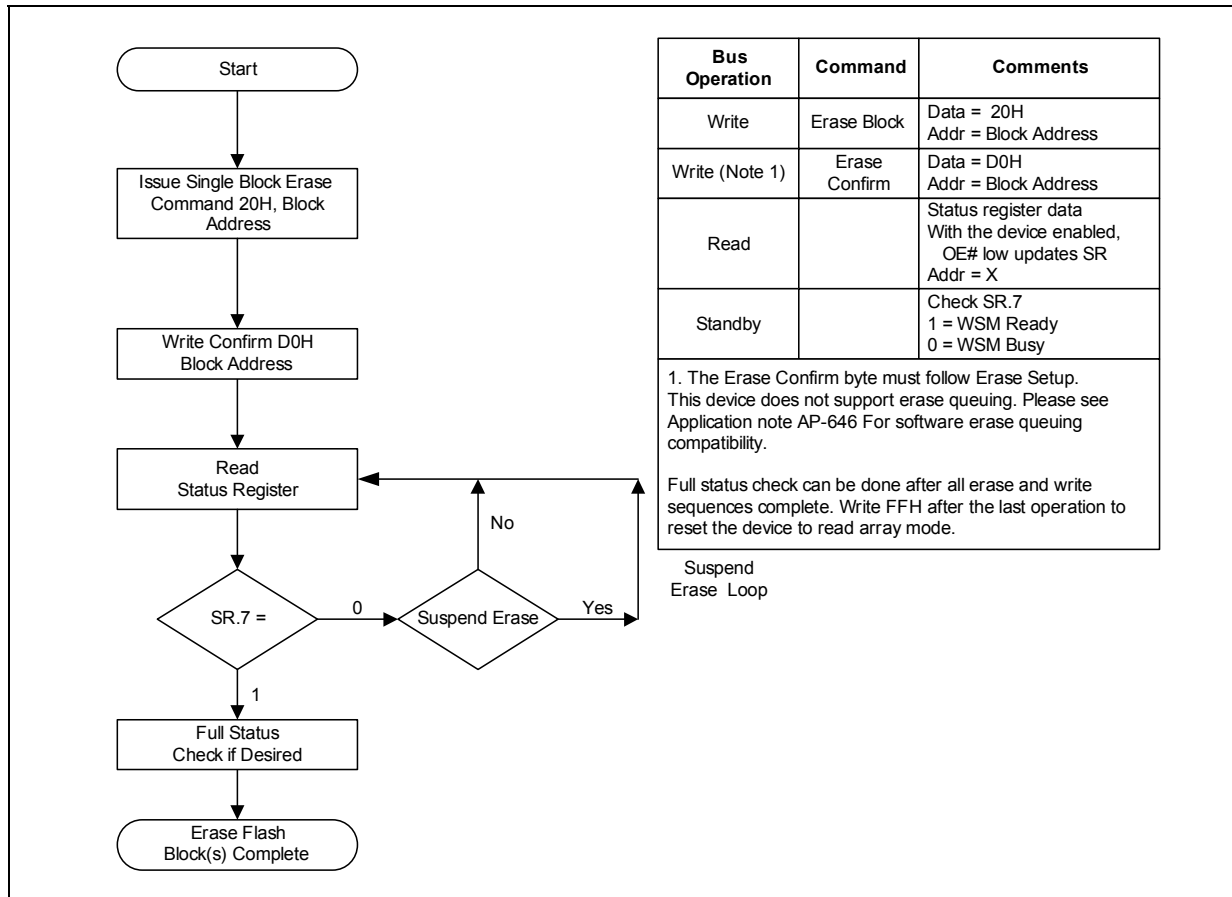 Start
Issue Single Block Erase
Command 20H, Block
Address
Write Confirm D0H
Block Address
Read
Status Register
SR.7 =
0
Suspend Erase
No
Yes
Suspend
Erase Loop
1
Full Status
Check if Desired
Erase Flash
Block(s) Complete
Bus
Operation
Command
Comments
Write
Erase Block
Data = 20H
Addr = Block Address
Write (Note 1)
Erase
Confirm
Data = D0H
Addr = Block Address
Read
Status register data
With the device enabled,
OE# low updates SR
Addr = X
Standby
Check SR.7
1 = WSM Ready
0 = WSM Busy
1. The Erase Confirm byte must follow Erase Setup.
This device does not support erase queuing. Please see
Application note AP-646 For software erase queuing
compatibility.
Full status check can be done after all erase and write
sequences complete. Write FFH after the last operation to
reset the device to read array mode.